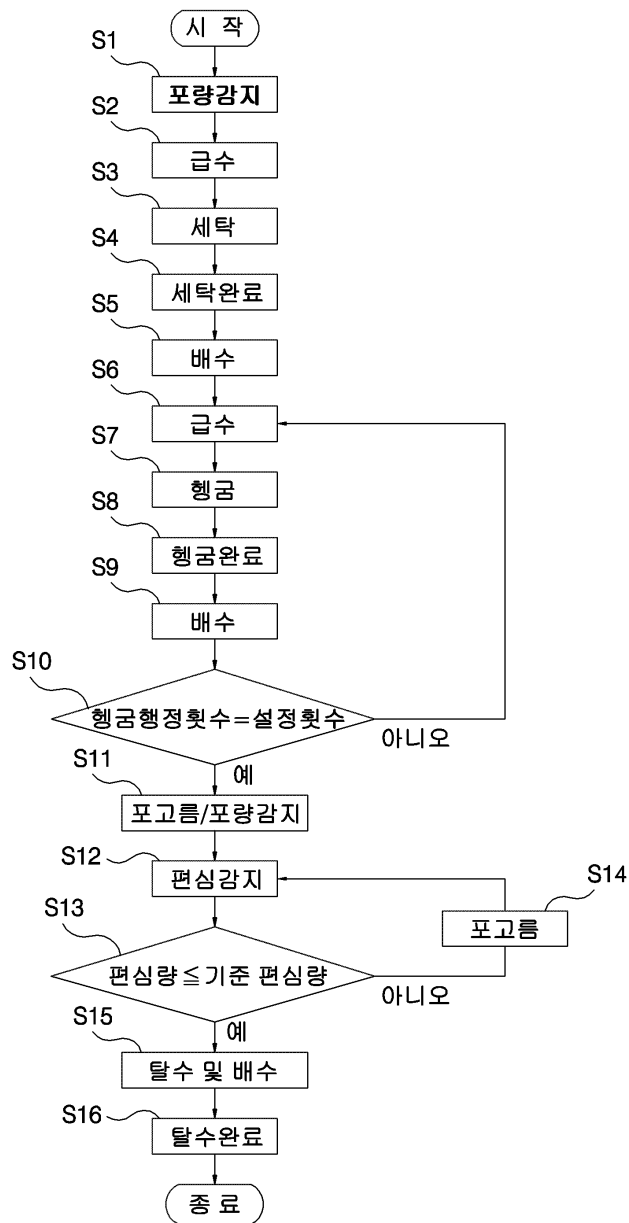 시 작
S1
포량감지
S2
급수
S3
세탁
S4
세탁완료
S5
배수
S6
급수
S7
헹굼
S8
헹굼완료
S9
배수
S10
헹굼행정횟수=설정횟수
아니오
예
S11
포고름/포량감지
S12
편심감지
S14
포고름
S13
편심량≦기준 편심량
아니오
예
S15
탈수 및 배수
S16
탈수완료
종 료